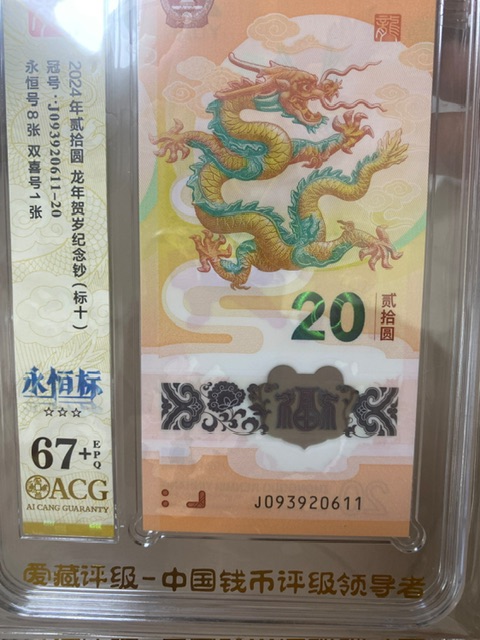 2024年贰拾圆 龙年贺岁纪念钞(标十)
冠号:J093920611-20
永恒号8张 双喜号1张
永恒标
67+
EPQ
ACG
AI CANG GUARANTY
龍
20
贰拾圆
J093920611
爱藏评级-中国钱币评级领导者